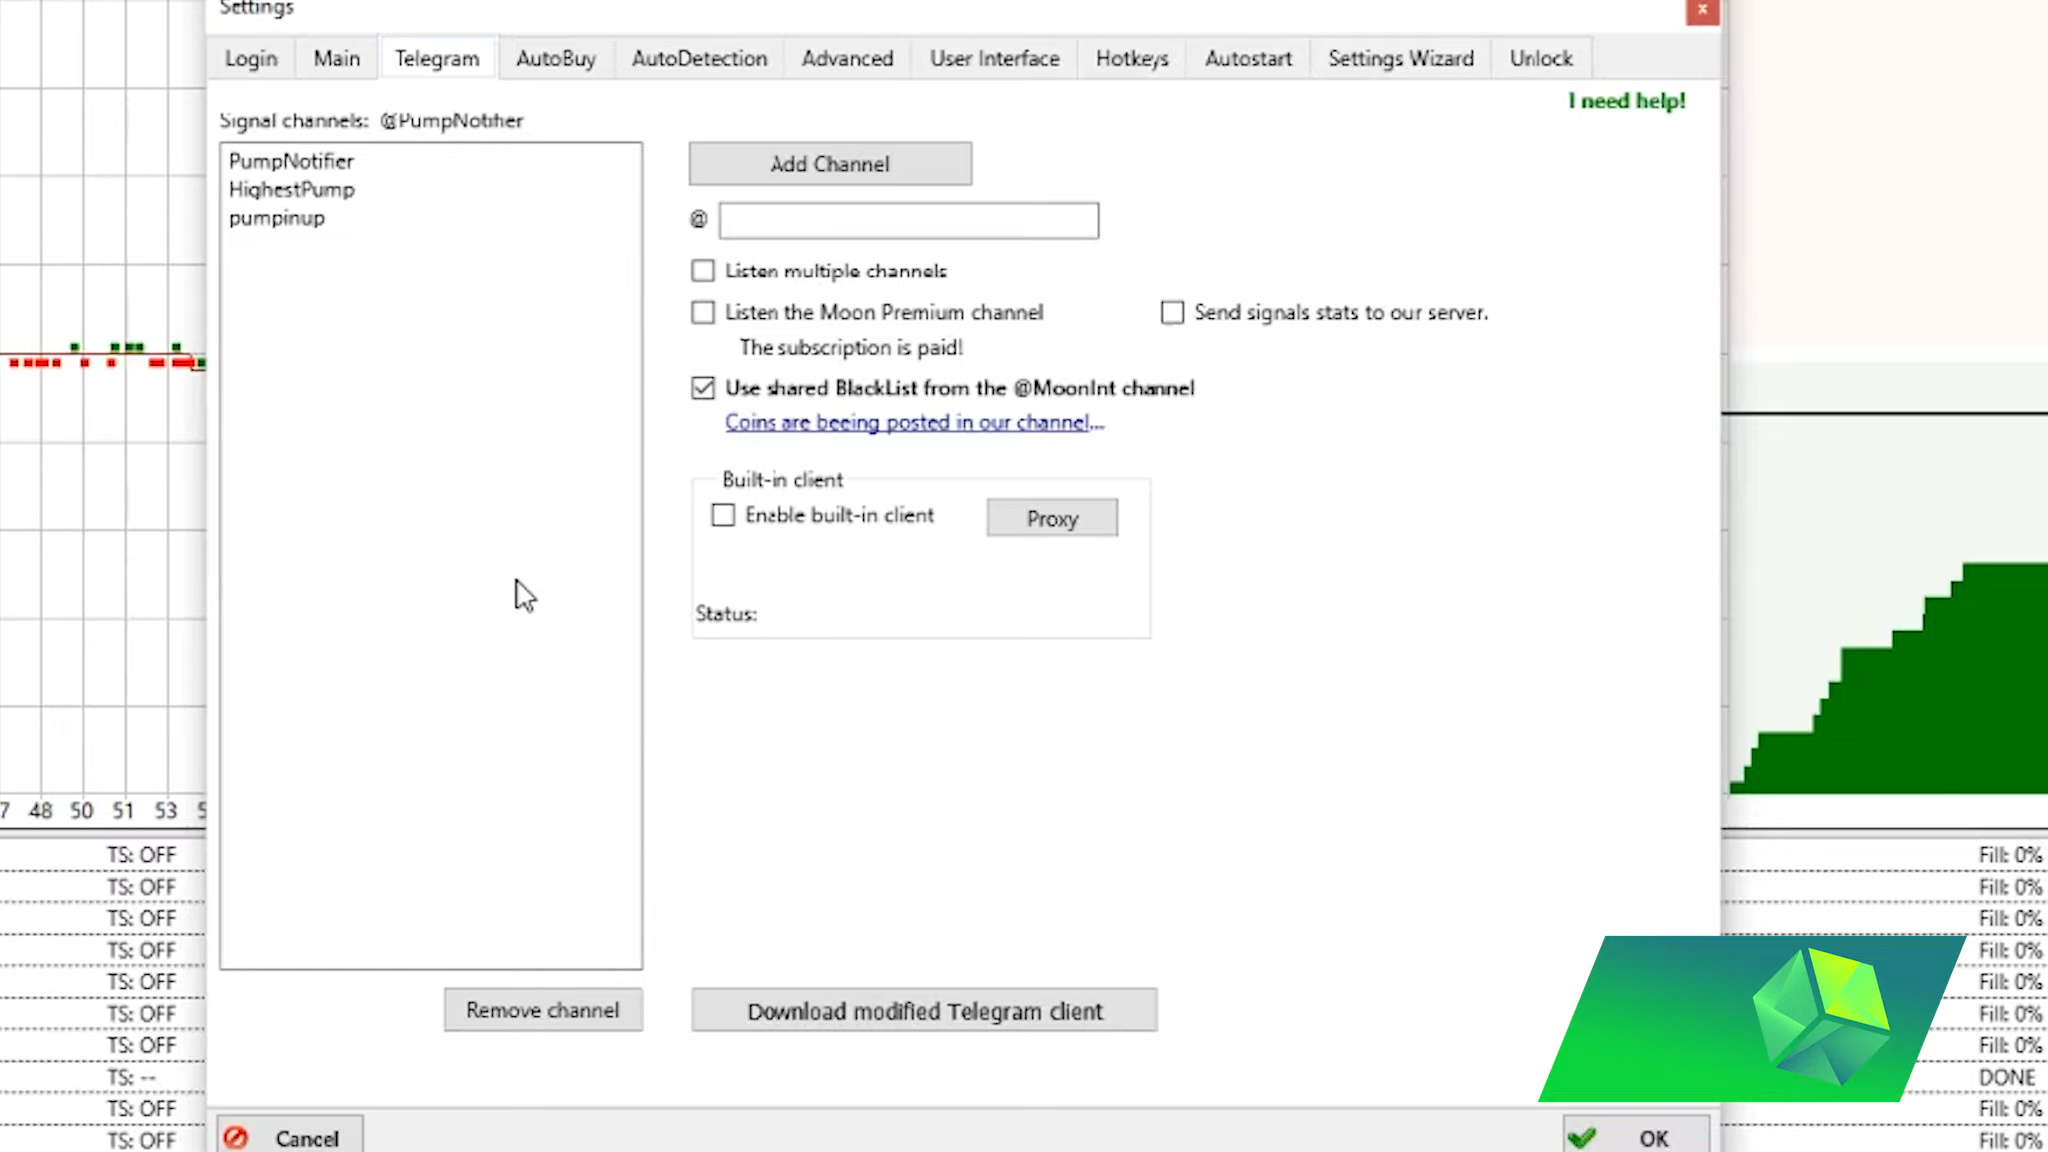 Settings
x
Login Main Telegram AutoBuy AutoDetection Advanced User Interface Hotkeys Autostart Settings Wizard Unlock
I need help!
Signal channels: @PumpNotifier
PumpNotifier
HighestPump
pumpinup
Add Channel
@
Listen multiple channels
Listen the Moon Premium channel
Send signals stats to our server.
The subscription is paid!
Use shared BlackList from the @MoonInt channel
Coins are beeing posted in our channel...
Built-in client
Enable built-in client
Proxy
Status:
Remove channel
Download modified Telegram client
Cancel
OK
7 48 50 51 53 5
TS: OFF Fill: 0%
TS: OFF Fill: 0%
TS: OFF Fill: 0%
TS: OFF Fill: 0%
TS: OFF Fill: 0%
TS: OFF Fill: 0%
TS: OFF Fill: 0%
TS: -- DONE
TS: OFF Fill: 0%
TS: OFF Fill: 0%